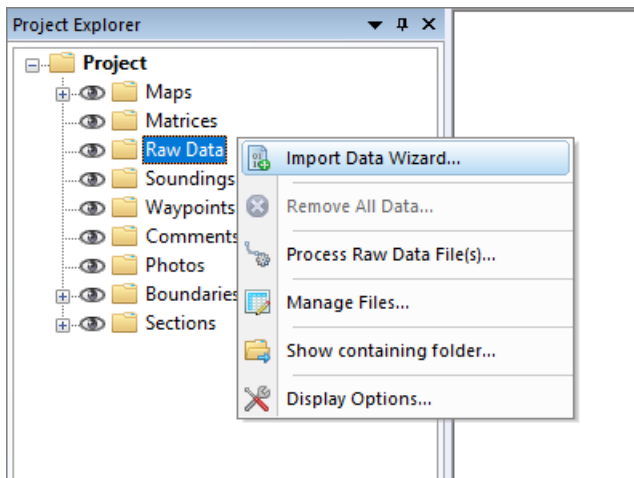 Project Explorer
Project
Maps
Matrices
Raw Data
Soundings
Waypoints
Comments
Photos
Boundaries
Sections
Import Data Wizard...
Remove All Data...
Process Raw Data File(s)...
Manage Files...
Show containing folder...
Display Options...